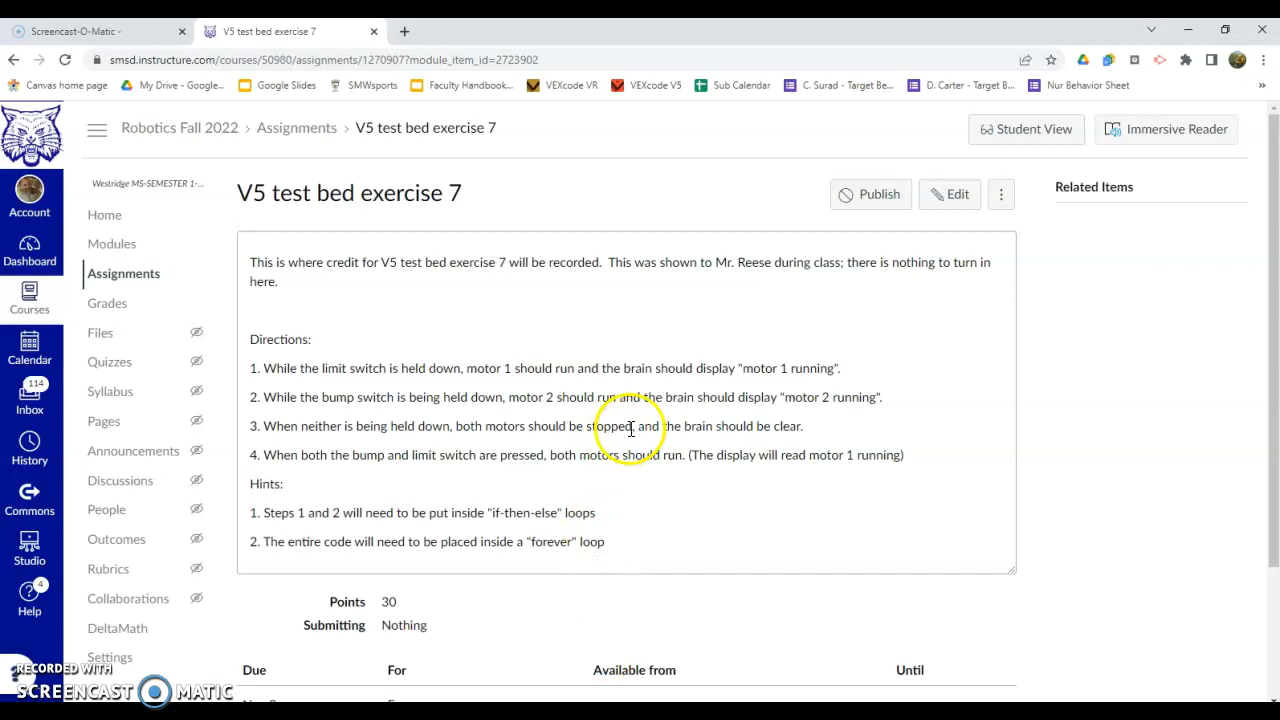 Screencast-O-Matic -
V5 test bed exercise 7
smsd.instructure.com/courses/50980/assignments/1270907?module_item_id=2723902
Canvas home page
My Drive - Google...
Google Slides
SMWsports
Faculty Handbook...
VEXcode VR
VEXcode V5
Sub Calendar
C. Surad - Target Be...
D. Carter - Target B...
Nur Behavior Sheet
»
Robotics Fall 2022 › Assignments › V5 test bed exercise 7
Student View
Immersive Reader
Account
Dashboard
Courses
Calendar
114
Inbox
History
Commons
Studio
4
Help
Westridge MS-SEMESTER 1-...
Home
Modules
Assignments
Grades
Files
Quizzes
Syllabus
Pages
Announcements
Discussions
People
Outcomes
Rubrics
Collaborations
DeltaMath
Settings
V5 test bed exercise 7
Publish
Edit
Related Items
This is where credit for V5 test bed exercise 7 will be recorded. This was shown to Mr. Reese during class; there is nothing to turn in
here.
Directions:
1. While the limit switch is held down, motor 1 should run and the brain should display "motor 1 running".
2. While the bump switch is being held down, motor 2 should run and the brain should display "motor 2 running".
3. When neither is being held down, both motors should be stopped, and the brain should be clear.
4. When both the bump and limit switch are pressed, both motors should run. (The display will read motor 1 running)
Hints:
1. Steps 1 and 2 will need to be put inside "if-then-else" loops
2. The entire code will need to be placed inside a "forever" loop
Points 30
Submitting Nothing
Due For Available from Until
RECORDED WITH
SCREENCAST MATIC